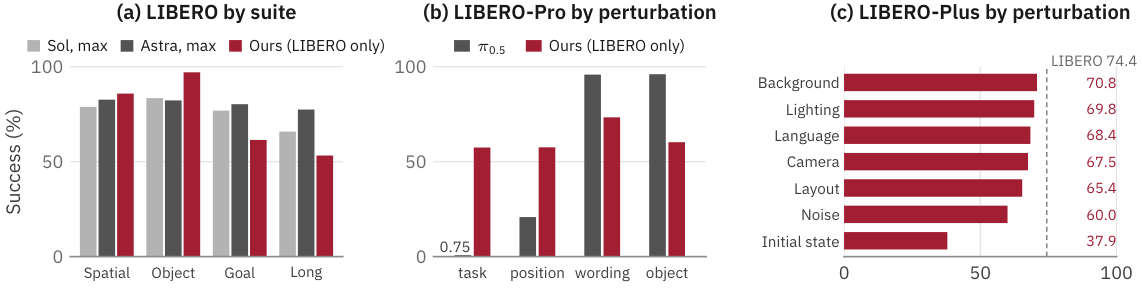 (a) LIBERO by suite
Sol, max Astra, max Ours (LIBERO only)
Success (%)
100
50
0
Spatial Object Goal Long
(b) LIBERO-Pro by perturbation
π0.5 Ours (LIBERO only)
100
50
0
0.75
task position wording object
(c) LIBERO-Plus by perturbation
LIBERO 74.4
Background 70.8
Lighting 69.8
Language 68.4
Camera 67.5
Layout 65.4
Noise 60.0
Initial state 37.9
0 50 100